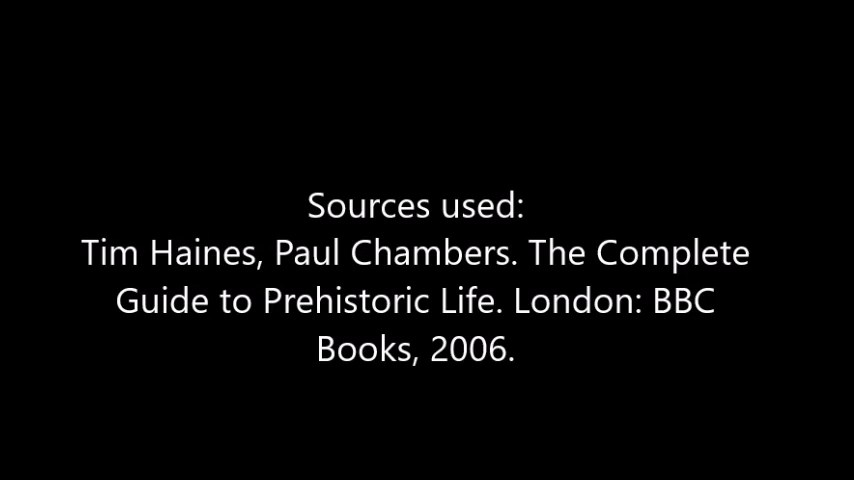 Sources used:
Tim Haines, Paul Chambers. The Complete
Guide to Prehistoric Life. London: BBC
Books, 2006.